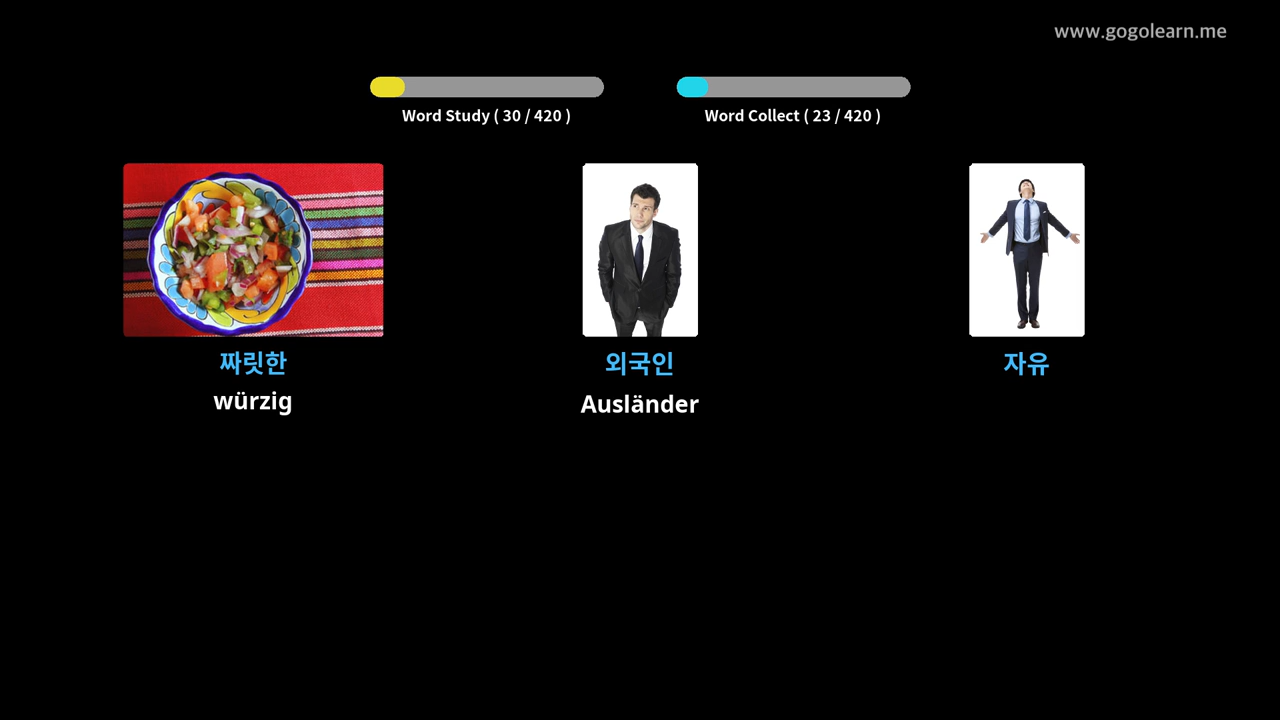 www.gogolearn.me
Word Study ( 30 / 420 )
Word Collect ( 23 / 420 )
짜릿한
외국인
자유
würzig
Ausländer